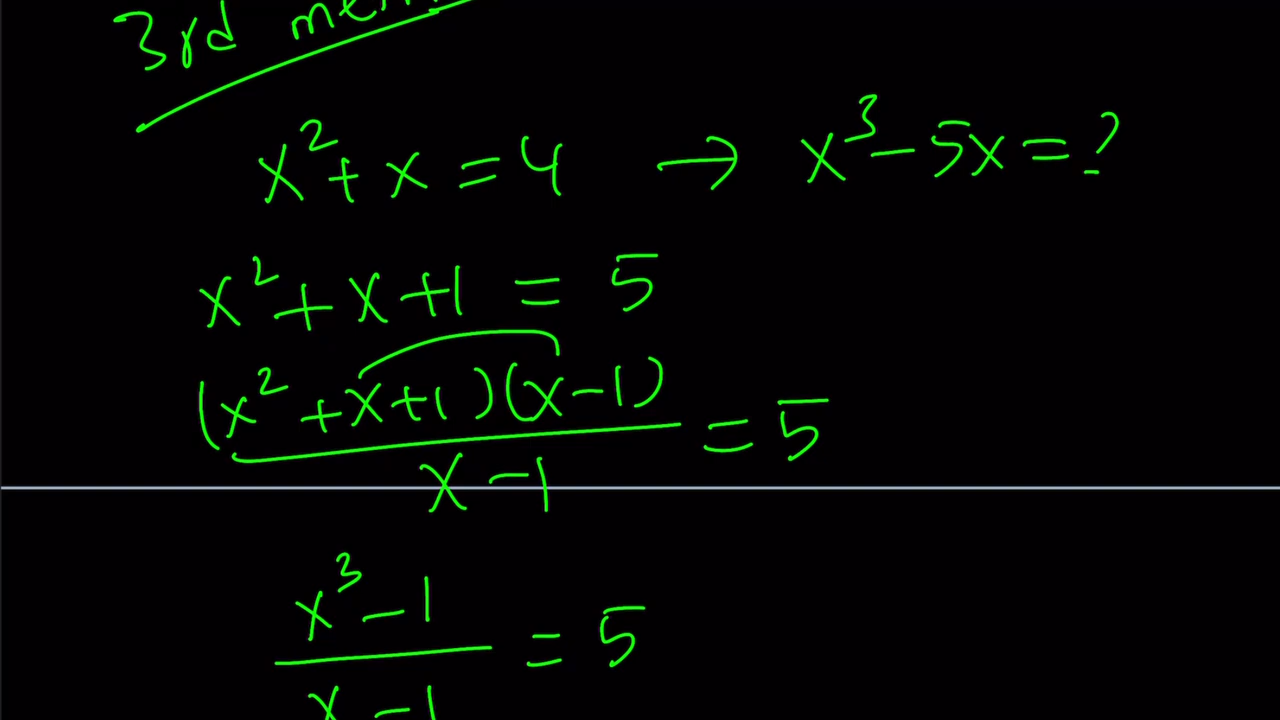 3rd
x² + x = 4 → x³ - 5x = ?
x² + x + 1 = 5
(x² + x + 1)(x - 1) / x - 1 = 5
x³ - 1 / x - 1 = 5